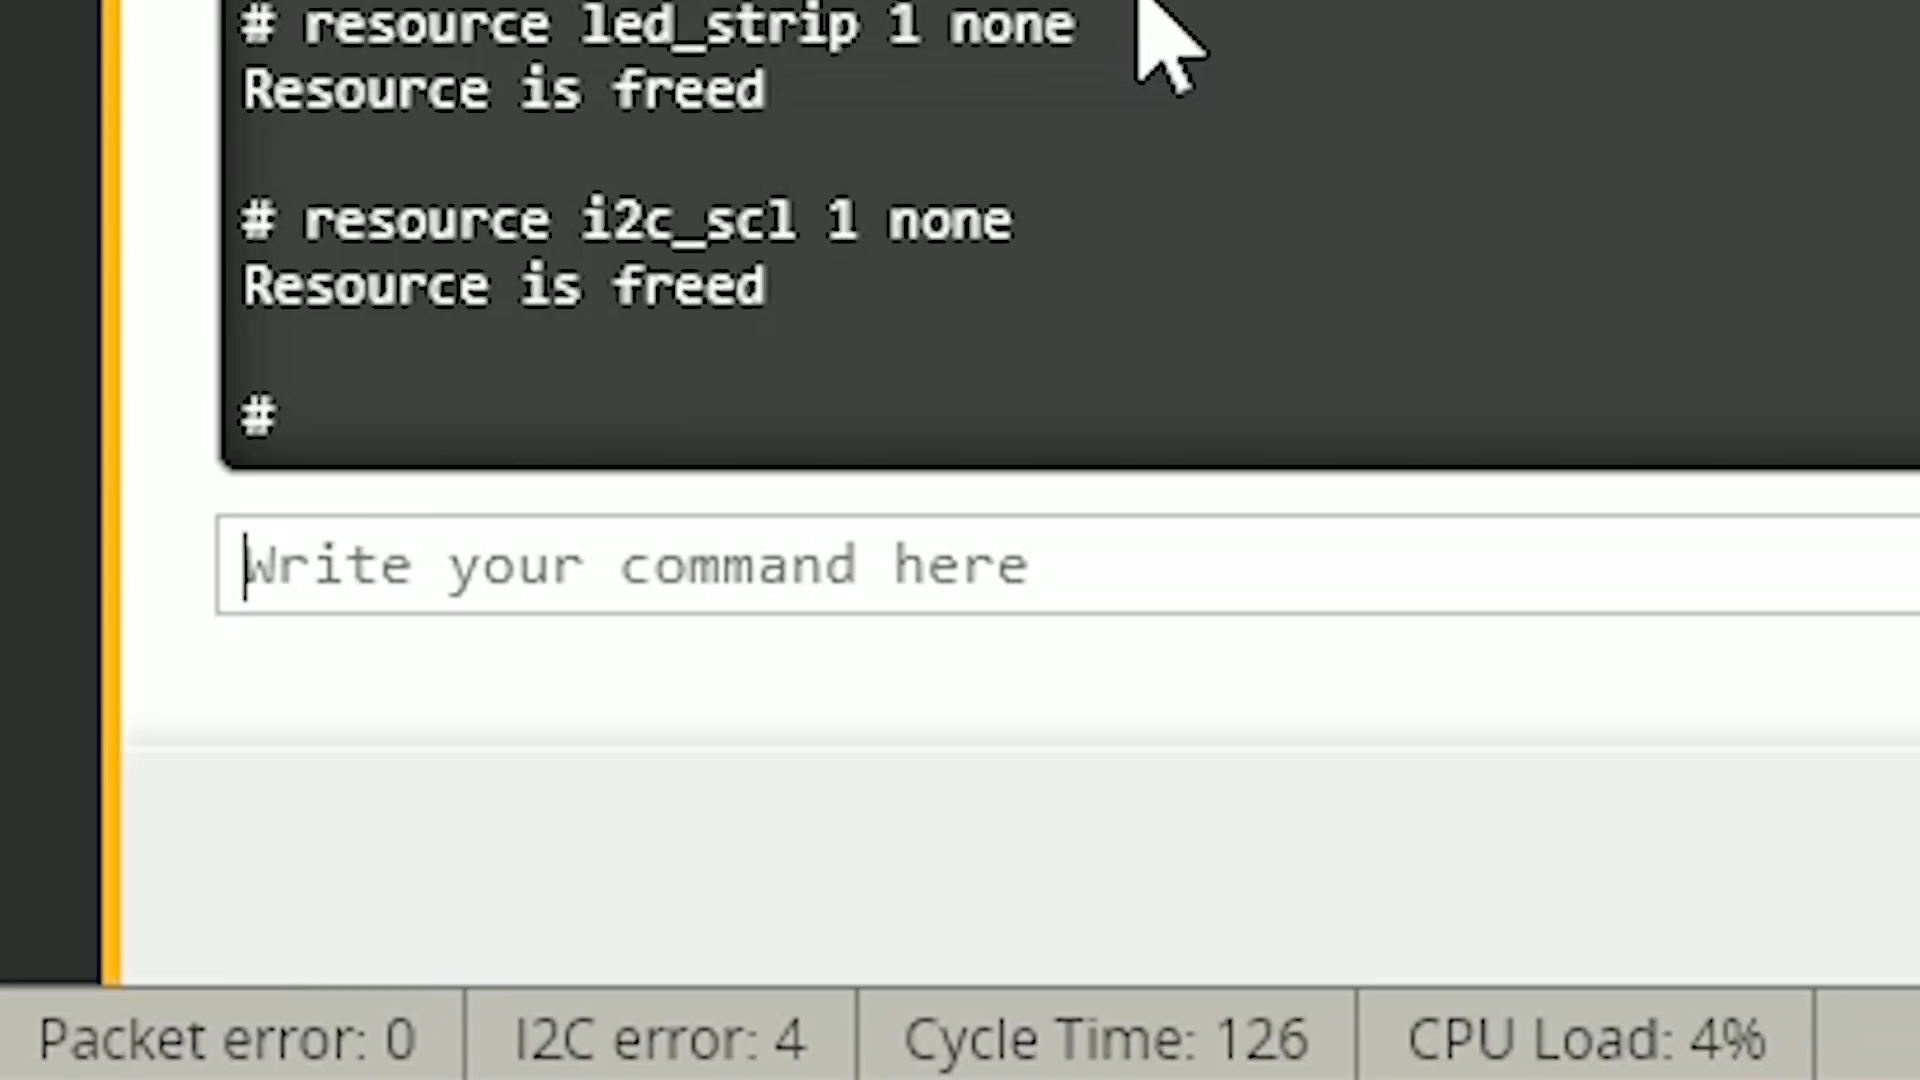 # resource led_strip 1 none
Resource is freed
# resource i2c_scl 1 none
Resource is freed
#
Write your command here
Packet error: 0 I2C error: 4 Cycle Time: 126 CPU Load: 4%